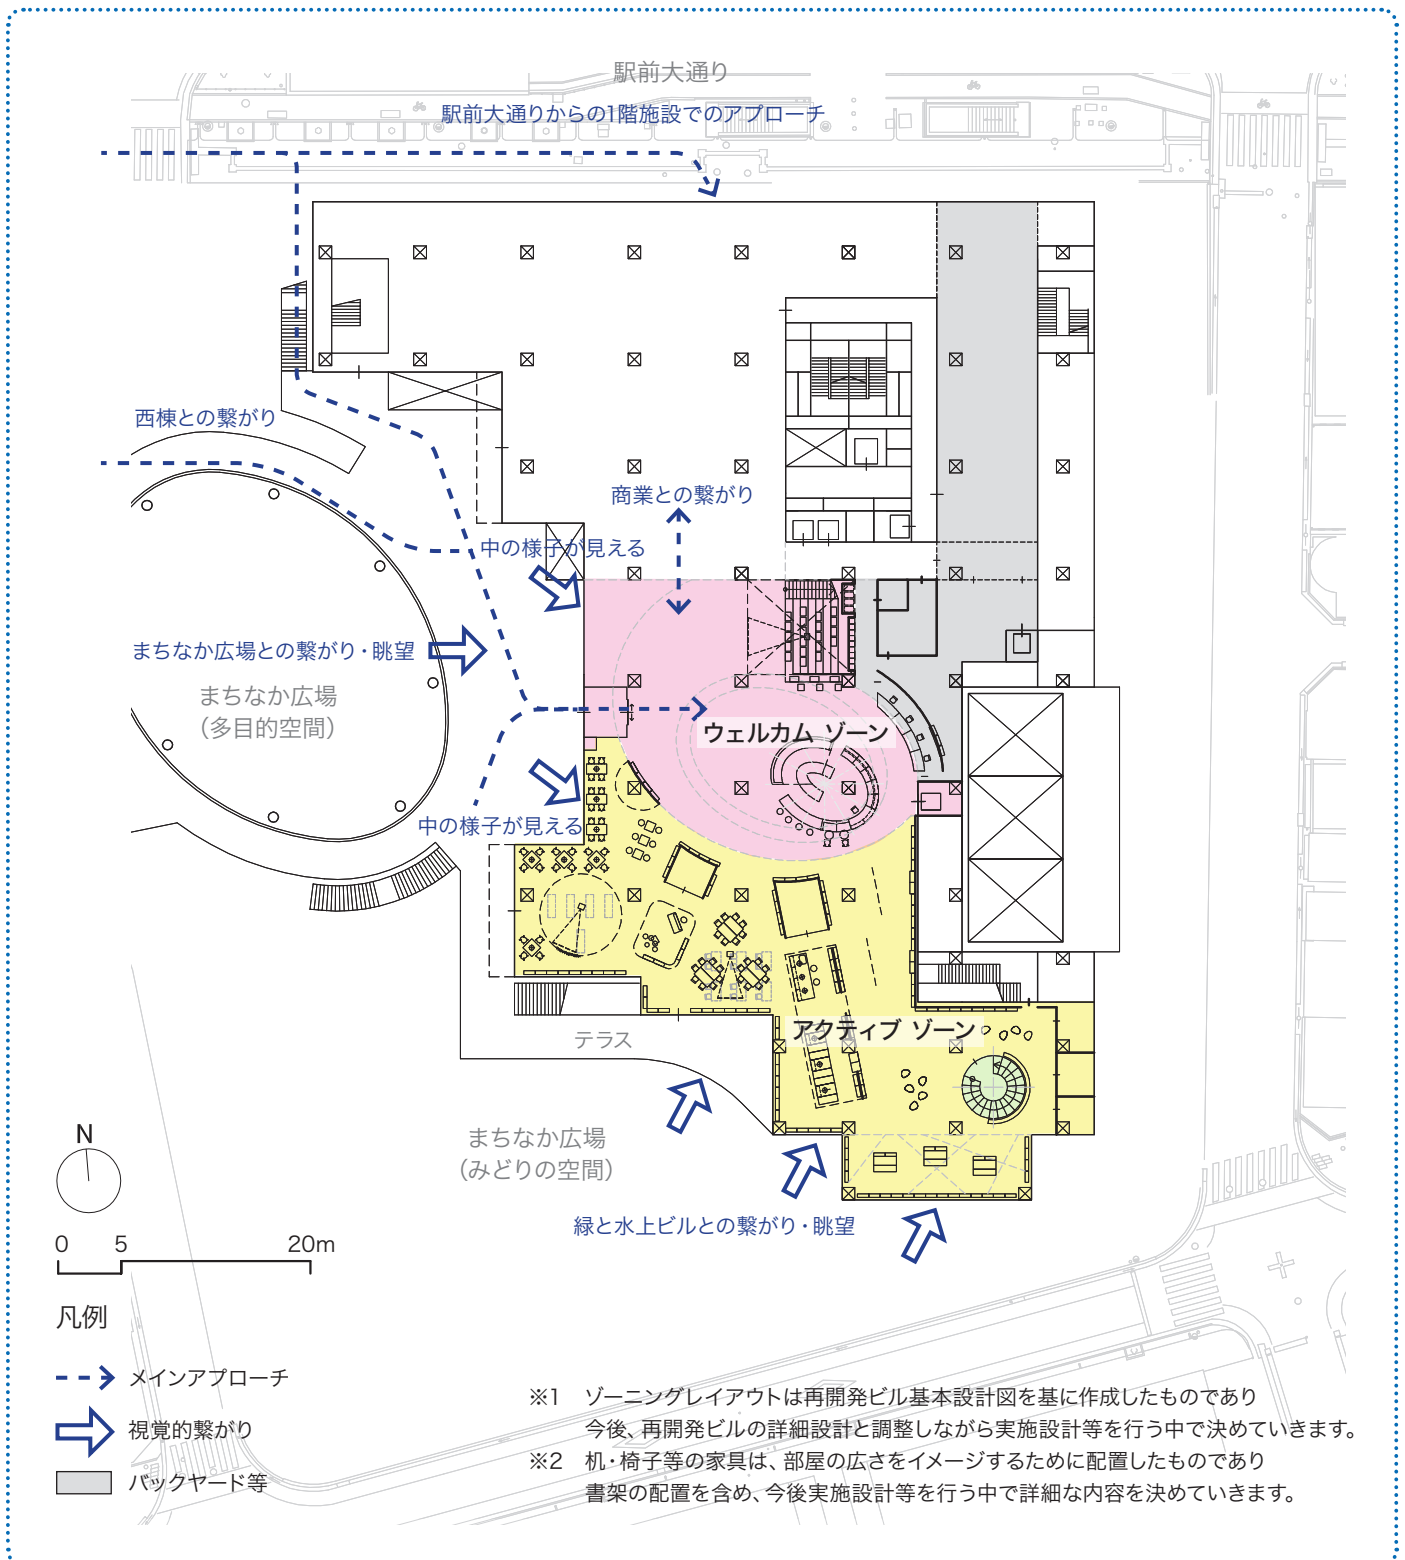 駅前大通り
駅前大通りからの1階施設でのアプローチ
西棟との繋がり
商業との繋がり
中の様子が見える
まちなか広場との繋がり・眺望
まちなか広場
(多目的空間)
ウェルカム ゾーン
中の様子が見える
アクティブ ゾーン
テラス
まちなか広場
(みどりの空間)
緑と水上ビルとの繋がり・眺望
N
0 5 20m
凡例
メインアプローチ
視覚的繋がり
バックヤード等
※1 ゾーニングレイアウトは再開発ビル基本設計図を基に作成したものであり
今後、再開発ビルの詳細設計と調整しながら実施設計等を行う中で決めていきます。
※2 机・椅子等の家具は、部屋の広さをイメージするために配置したものであり
書架の配置を含め、今後実施設計等を行う中で詳細な内容を決めていきます。